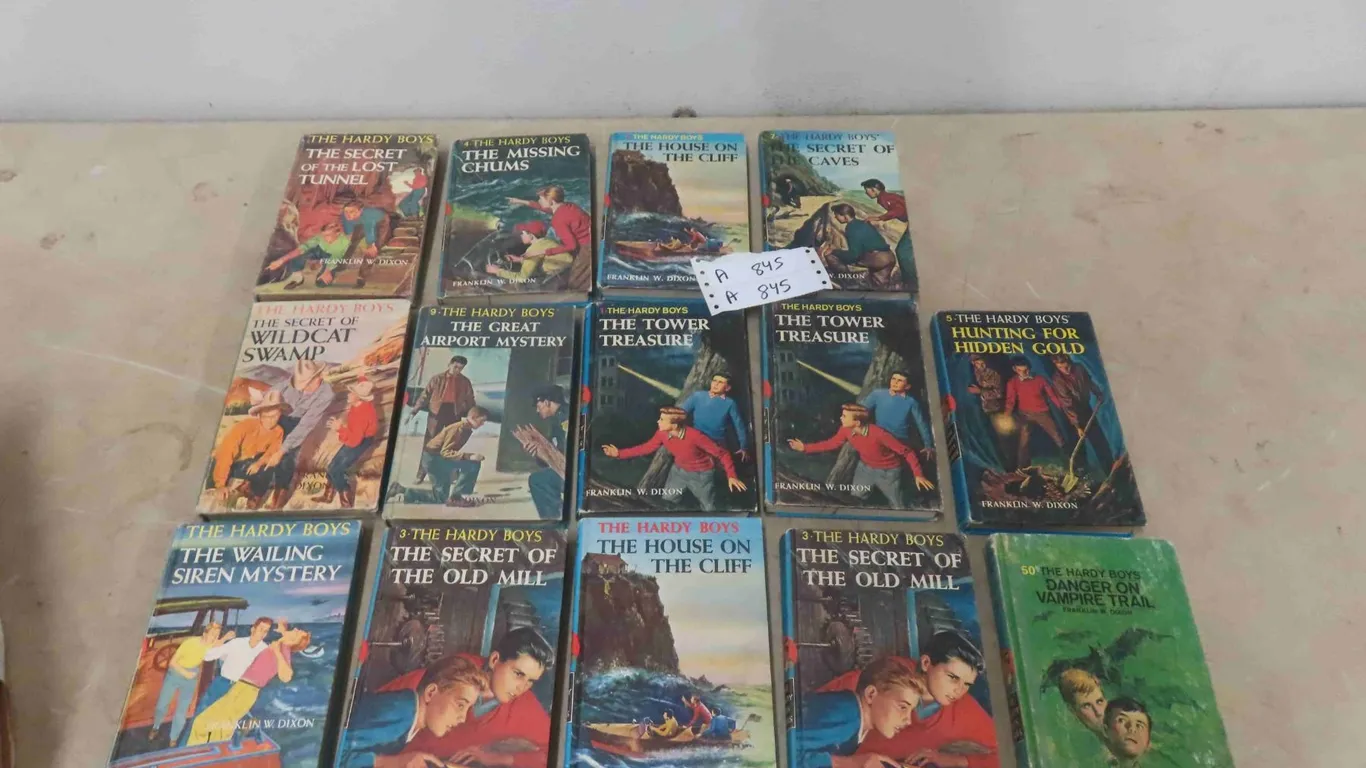 THE HARDY BOYS
THE SECRET
OF THE LOST
TUNNEL
FRANKLIN W. DIXON
4·THE HARDY BOYS
THE MISSING
CHUMS
FRANKLIN W. DIXON
THE HARDY BOYS
THE HOUSE ON
THE CLIFF
FRANKLIN W. DIXON
THE HARDY BOYS
THE SECRET OF
THE CAVES
W. DIXON
A 845
A 845
THE HARDY BOYS
THE SECRET OF
WILDCAT
SWAMP
DIXON
9·THE HARDY BOYS
THE GREAT
AIRPORT MYSTERY
THE HARDY BOYS
THE TOWER
TREASURE
FRANKLIN W. DIXON
THE TOWER
TREASURE
FRANKLIN W. DIXON
5·THE HARDY BOYS
HUNTING FOR
HIDDEN GOLD
FRANKLIN W. DIXON
THE HARDY BOYS
THE WAILING
SIREN MYSTERY
FRANKLIN W. DIXON
3·THE HARDY BOYS
THE SECRET OF
THE OLD MILL
THE HARDY BOYS
THE HOUSE ON
THE CLIFF
3·THE HARDY BOYS
THE SECRET OF
THE OLD MILL
50 THE HARDY BOYS
DANGER ON
VAMPIRE TRAIL
FRANKLIN W. DIXON